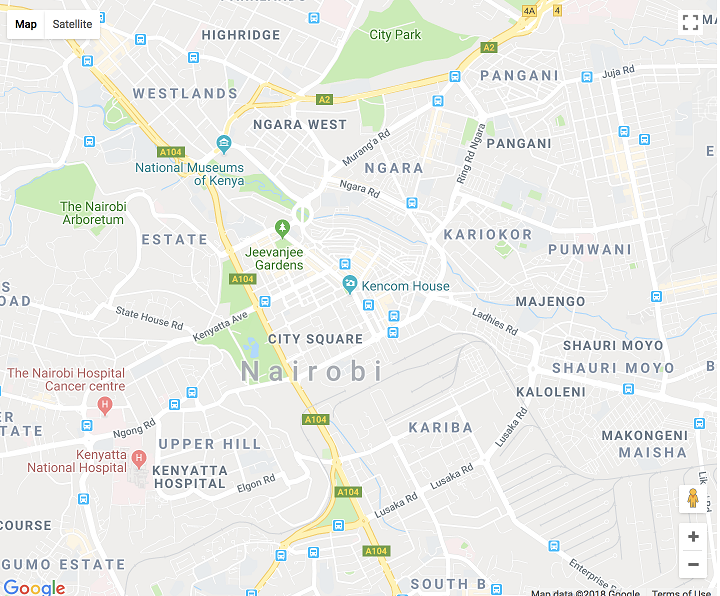 Map Satellite
4A
4
HIGHRIDGE
City Park
A2
PANGANI
Juja Rd
WESTLANDS
A2
NGARA WEST
Murang'a Rd
Ring Rd Ngara
PANGANI
A104
National Museums
of Kenya
NGARA
Ngara Rd
The Nairobi
Arboretum
ESTATE
KARIOKOR
PUMWANI
Jeevanjee
Gardens
A104
Kencom House
MAJENGO
ROAD
State House Rd
Kenyatta Ave
Ladhies Rd
CITY SQUARE
SHAURI MOYO
SHAURI MOYO
Nairobi
The Nairobi Hospital
Cancer centre
H
KALOLENI
A104
Ngong Rd
KARIBA
Lusaka Rd
ESTATE
UPPER HILL
MAKONGENI
MAISHA
Kenyatta
National Hospital
H
KENYATTA
HOSPITAL
Elgon Rd
Lusaka Rd
A104
Lusaka Rd
COURSE
A104
GUMO ESTATE
Enterprise
SOUTH B
Google
Map data ©2018 Google Terms of Use